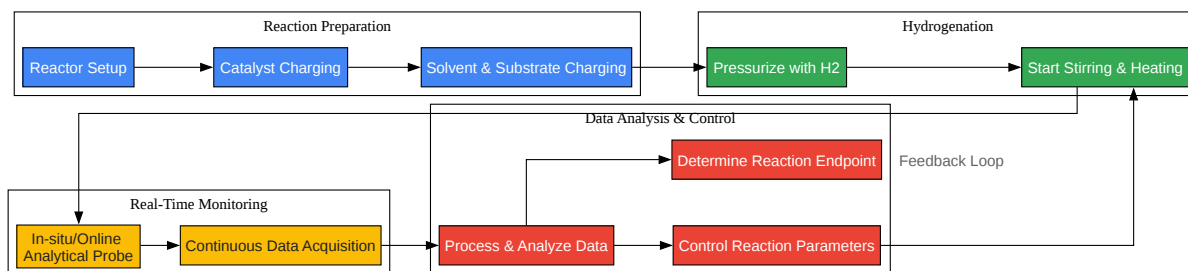 Reaction Preparation
Hydrogenation
Reactor Setup
Catalyst Charging
Solvent & Substrate Charging
Pressurize with H2
Start Stirring & Heating
Data Analysis & Control
Determine Reaction Endpoint
Feedback Loop
Real-Time Monitoring
In-situ/Online
Analytical Probe
Continuous Data Acquisition
Process & Analyze Data
Control Reaction Parameters